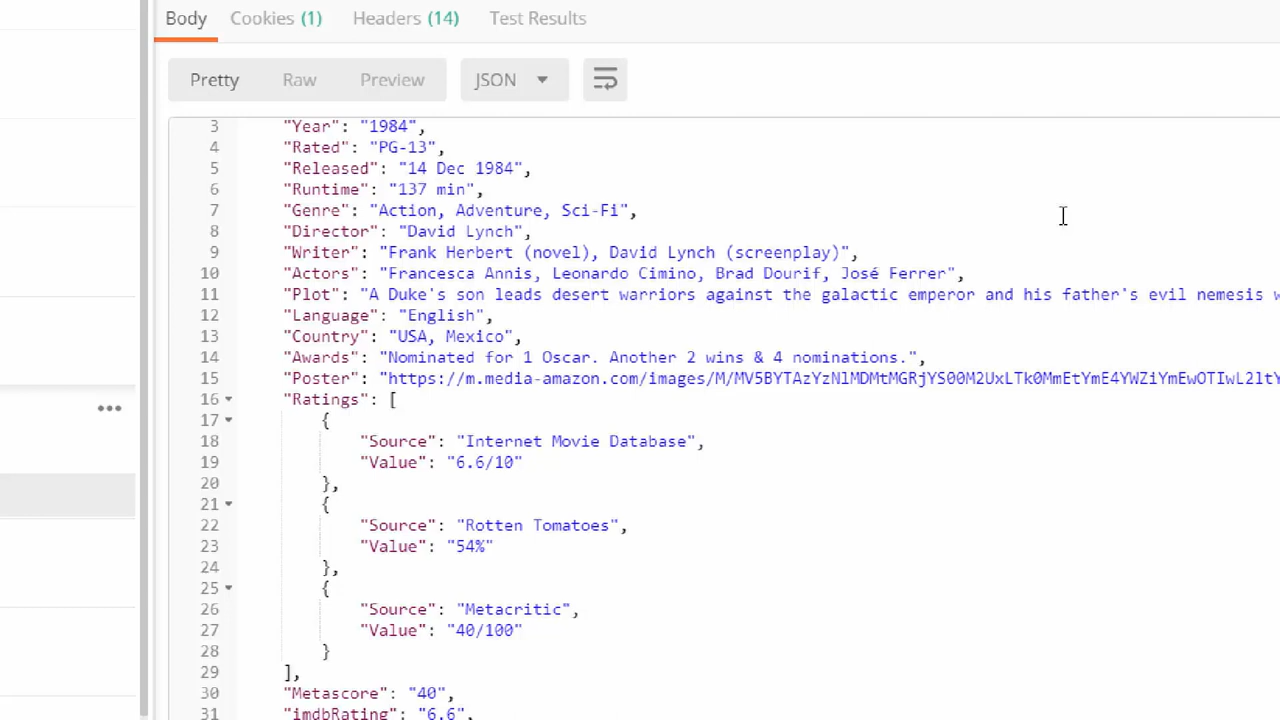 Body Cookies (1) Headers (14) Test Results
Pretty Raw Preview JSON
3 "Year": "1984",
4 "Rated": "PG-13",
5 "Released": "14 Dec 1984",
6 "Runtime": "137 min",
7 "Genre": "Action, Adventure, Sci-Fi",
8 "Director": "David Lynch",
9 "Writer": "Frank Herbert (novel), David Lynch (screenplay)",
10 "Actors": "Francesca Annis, Leonardo Cimino, Brad Dourif, José Ferrer",
11 "Plot": "A Duke's son leads desert warriors against the galactic emperor and his father's evil nemesis w
12 "Language": "English",
13 "Country": "USA, Mexico",
14 "Awards": "Nominated for 1 Oscar. Another 2 wins & 4 nominations.",
15 "Poster": "https://m.media-amazon.com/images/M/MV5BYTAzYzNlMDMtMGRjYS00M2UxLTk0MmEtYmE4YWZiYmEwOTIwL2ltY
16 "Ratings": [
17 {
18 "Source": "Internet Movie Database",
19 "Value": "6.6/10"
20 },
21 {
22 "Source": "Rotten Tomatoes",
23 "Value": "54%"
24 },
25 {
26 "Source": "Metacritic",
27 "Value": "40/100"
28 }
29 ],
30 "Metascore": "40",
31 "imdbRating": "6.6",